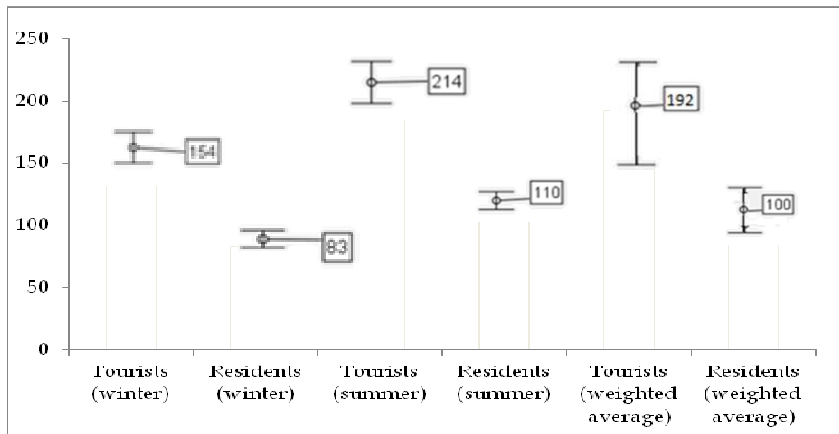 250
200
150
100
50
0
154
83
214
110
192
100
Tourists (winter)
Residents (winter)
Tourists (summer)
Residents (summer)
Tourists (weighted average)
Residents (weighted average)